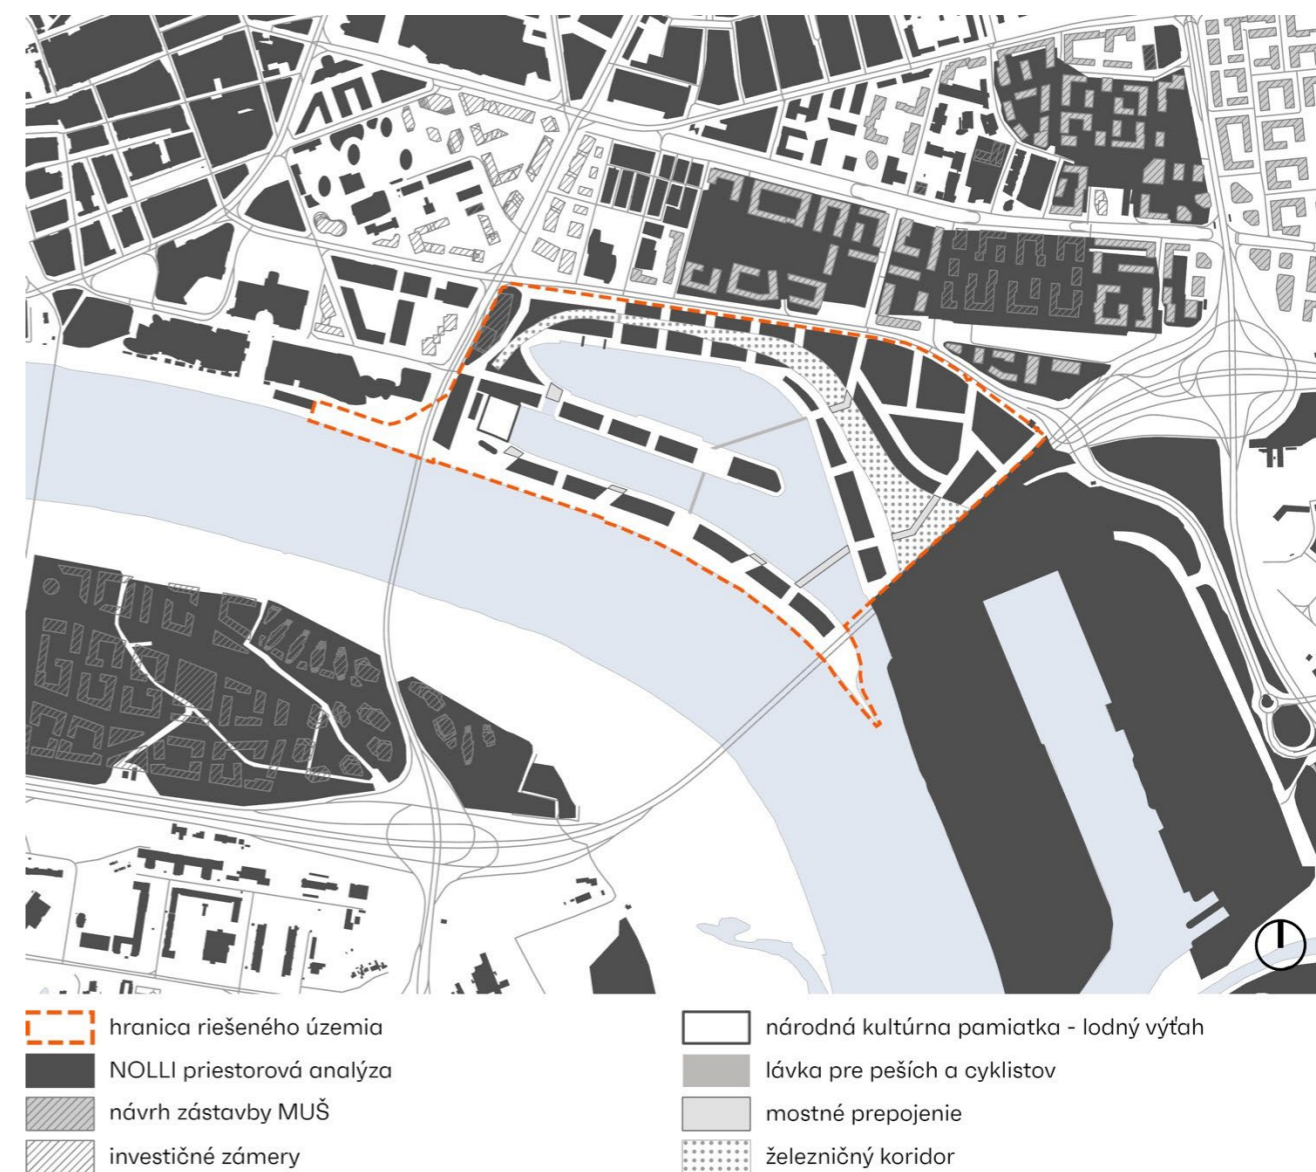 hranica riešeného územia
NOLLI priestorová analýza
návrh zástavby MUŠ
investičné zámery
národná kultúrna pamiatka - lodný výťah
lávka pre peších a cyklistov
mostné prepojenie
železničný koridor